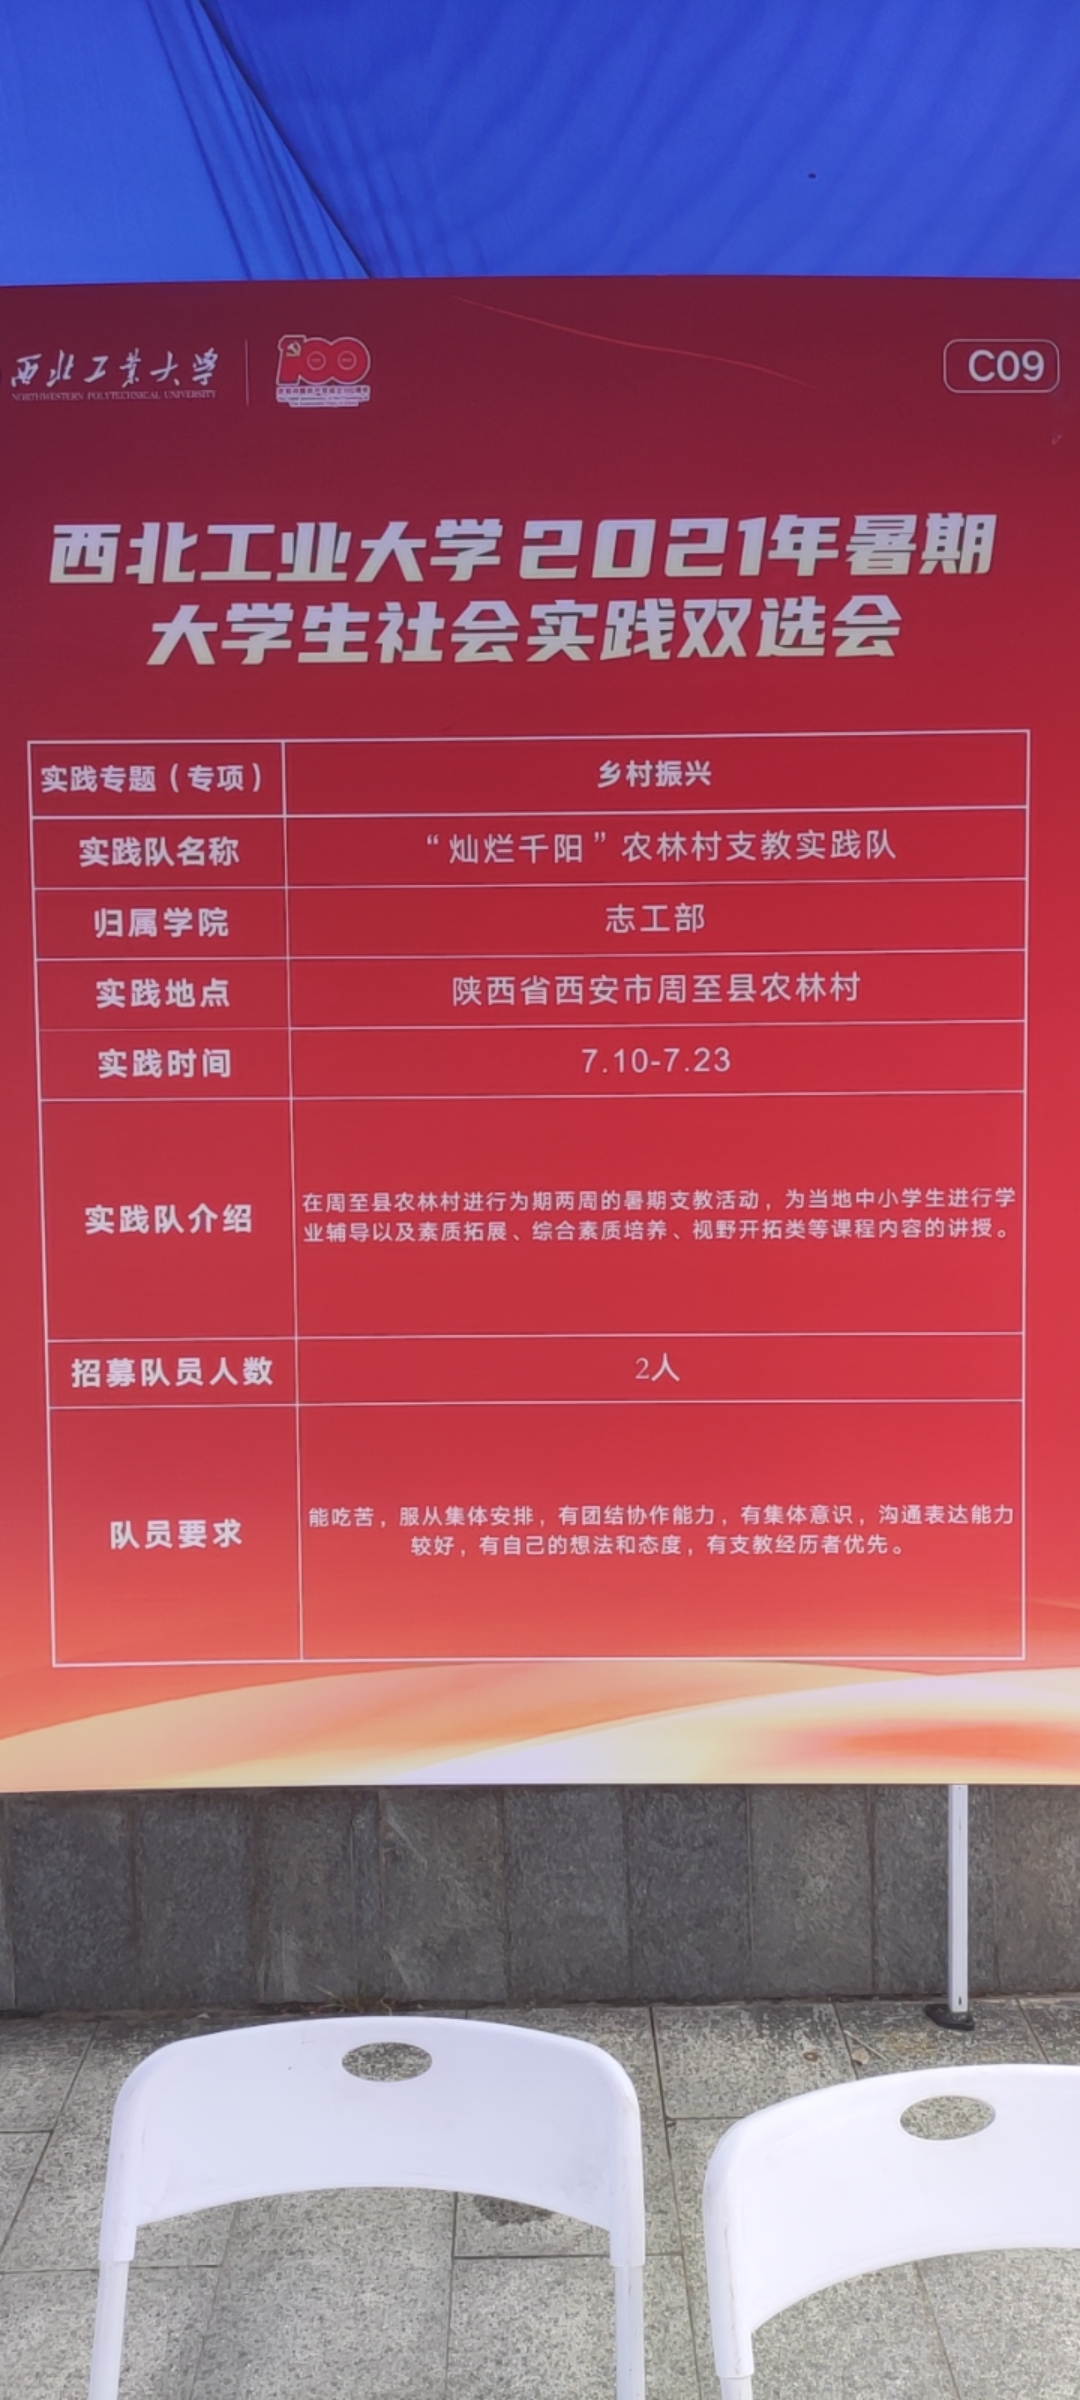 西北工业大学
NORTHWESTERN POLYTECHNICAL UNIVERSITY
100
C09
西北工业大学2021年暑期
大学生社会实践双选会
实践专题（专项） 乡村振兴
实践队名称 “灿烂千阳”农林村支教实践队
归属学院 志工部
实践地点 陕西省西安市周至县农林村
实践时间 7.10-7.23
实践队介绍
在周至县农林村进行为期两周的暑期支教活动，为当地中小学生进行学
业辅导以及素质拓展、综合素质培养、视野开拓类等课程内容的讲授。
招募队员人数 2人
队员要求
能吃苦，服从集体安排，有团结协作能力，有集体意识，沟通表达能力
较好，有自己的想法和态度，有支教经历者优先。